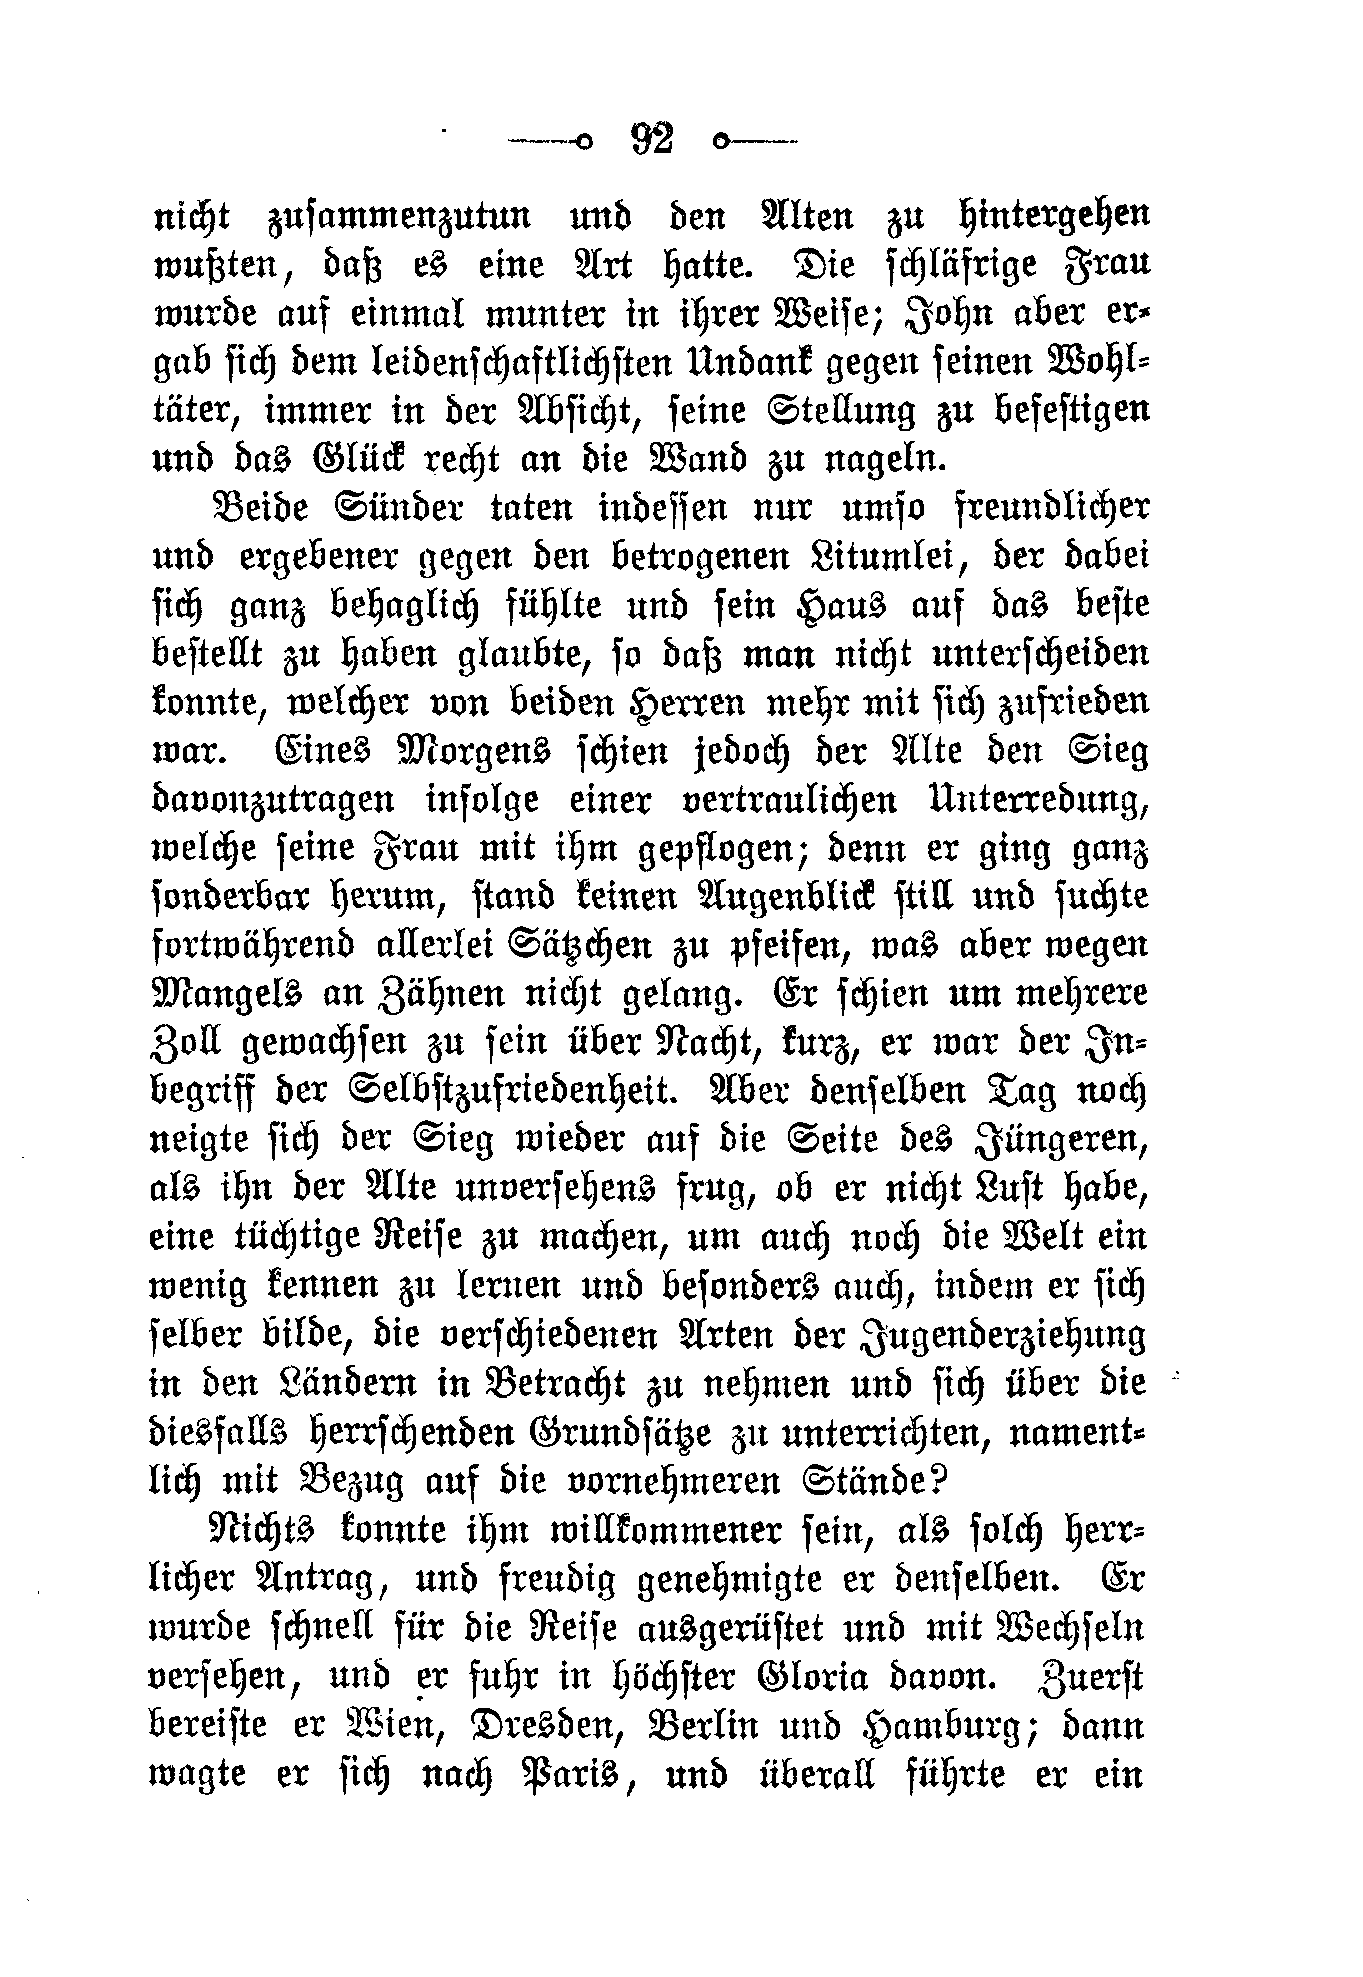 92
nicht zusammenzutun und den Alten zu hintergehen
wußten, daß es eine Art hatte. Die schläfrige Frau
wurde auf einmal munter in ihrer Weise; John aber er-
gab sich dem leidenschaftlichsten Undank gegen seinen Wohl-
täter, immer in der Absicht, seine Stellung zu befestigen
und das Glück recht an die Wand zu nageln.
Beide Sünder taten indessen nur umso freundlicher
und ergebener gegen den betrogenen Litumlei, der dabei
sich ganz behaglich fühlte und sein Haus auf das beste
bestellt zu haben glaubte, so daß man nicht unterscheiden
konnte, welcher von beiden Herren mehr mit sich zufrieden
war. Eines Morgens schien jedoch der Alte den Sieg
davonzutragen infolge einer vertraulichen Unterredung,
welche seine Frau mit ihm gepflogen; denn er ging ganz
sonderbar herum, stand keinen Augenblick still und suchte
fortwährend allerlei Sätzchen zu pfeifen, was aber wegen
Mangels an Zähnen nicht gelang. Er schien um mehrere
Zoll gewachsen zu sein über Nacht, kurz, er war der In-
begriff der Selbstzufriedenheit. Aber denselben Tag noch
neigte sich der Sieg wieder auf die Seite des Jüngeren,
als ihn der Alte unversehens frug, ob er nicht Lust habe,
eine tüchtige Reise zu machen, um auch noch die Welt ein
wenig kennen zu lernen und besonders auch, indem er sich
selber bilde, die verschiedenen Arten der Jugenderziehung
in den Ländern in Betracht zu nehmen und sich über die
diesfalls herrschenden Grundsätze zu unterrichten, nament-
lich mit Bezug auf die vornehmeren Stände?
Nichts konnte ihm willkommener sein, als solch herr-
licher Antrag, und freudig genehmigte er denselben. Er
wurde schnell für die Reise ausgerüstet und mit Wechseln
versehen, und er fuhr in höchster Gloria davon. Zuerst
bereiste er Wien, Dresden, Berlin und Hamburg; dann
wagte er sich nach Paris, und überall führte er ein